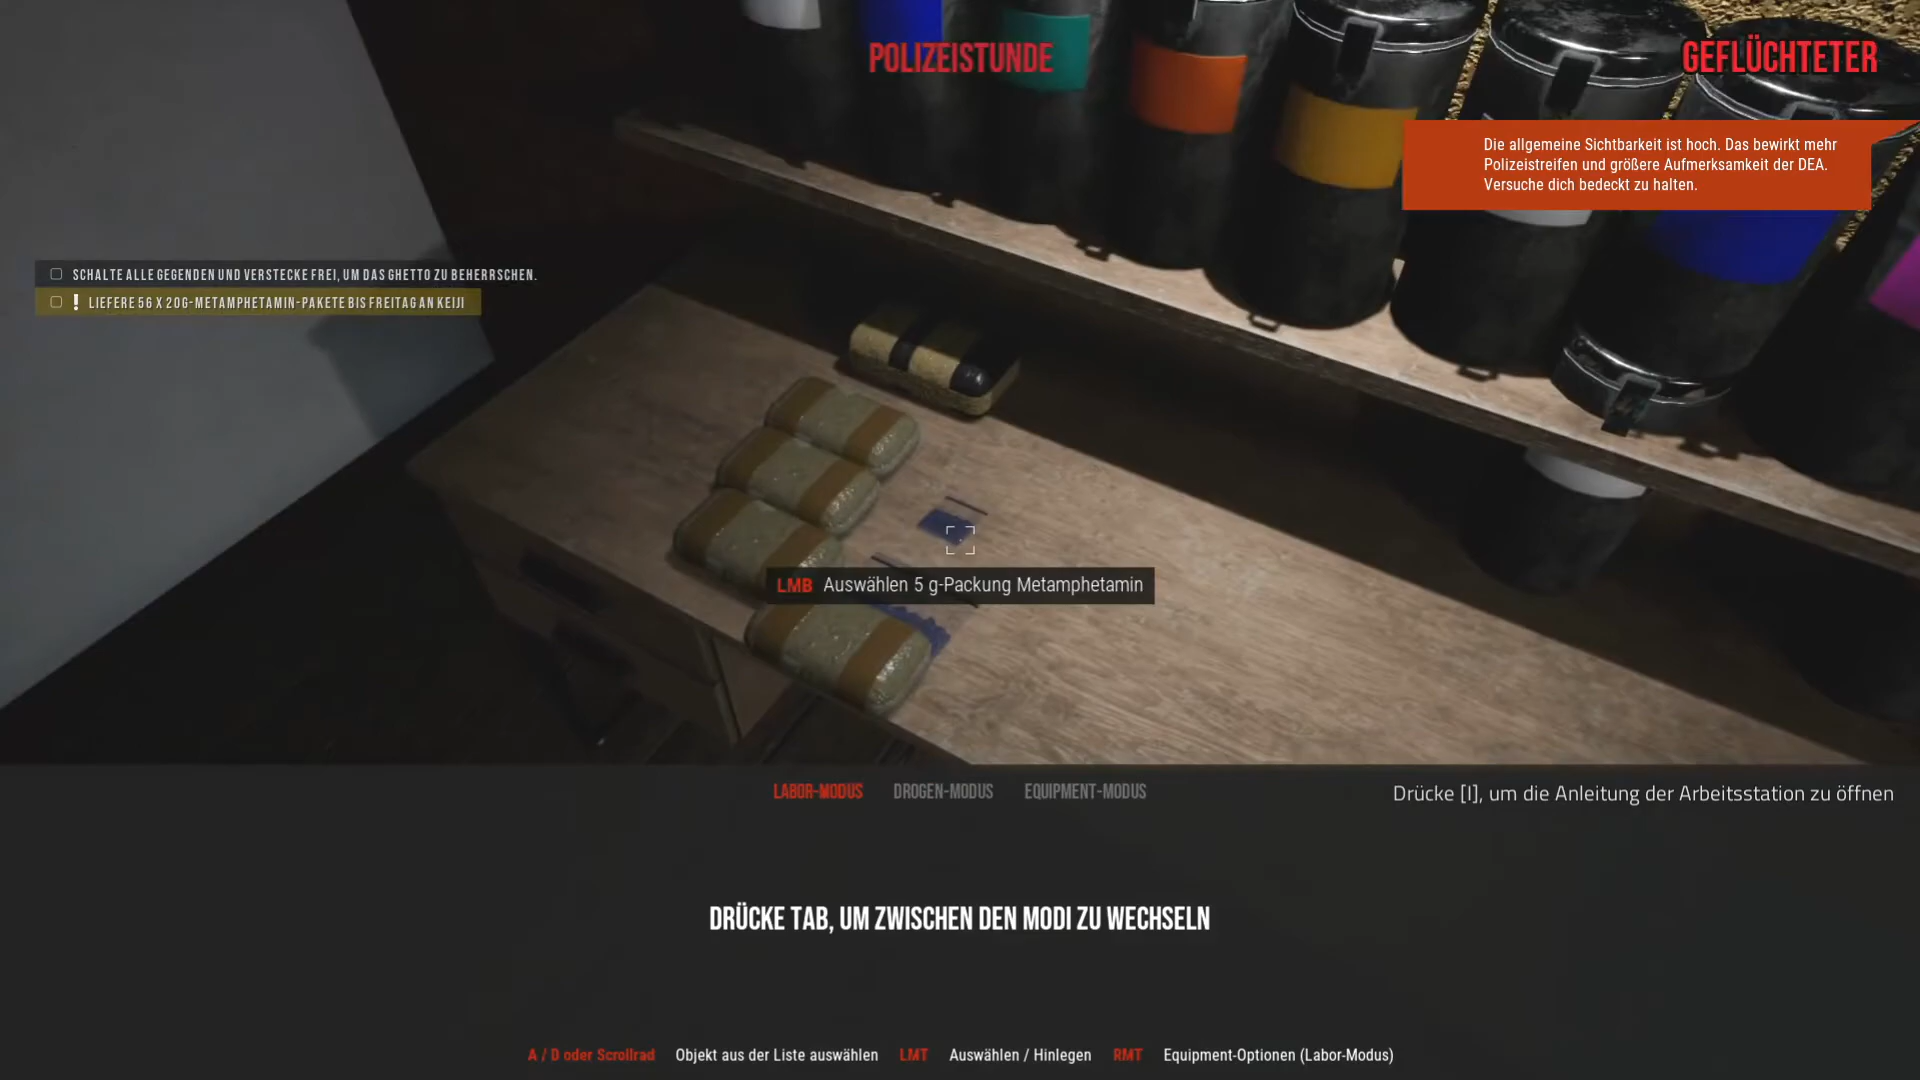 POLIZEISTUNDE
GEFLÜCHTETER
Die allgemeine Sichtbarkeit ist hoch. Das bewirkt mehr
Polizeistreifen und größere Aufmerksamkeit der DEA.
Versuche dich bedeckt zu halten.
SCHALTE ALLE GEGENDEN UND VERSTECKE FREI, UM DAS GHETTO ZU BEHERRSCHEN.
! LIEFERE 56 X 20G-METAMPHETAMIN-PAKETE BIS FREITAG AN KEIJI
LMB Auswählen 5 g-Packung Metamphetamin
LABOR-MODUS DROGEN-MODUS EQUIPMENT-MODUS
Drücke [I], um die Anleitung der Arbeitsstation zu öffnen
DRÜCKE TAB, UM ZWISCHEN DEN MODI ZU WECHSELN
A / D oder Scrollrad Objekt aus der Liste auswählen LMT Auswählen / Hinlegen RMT Equipment-Optionen (Labor-Modus)